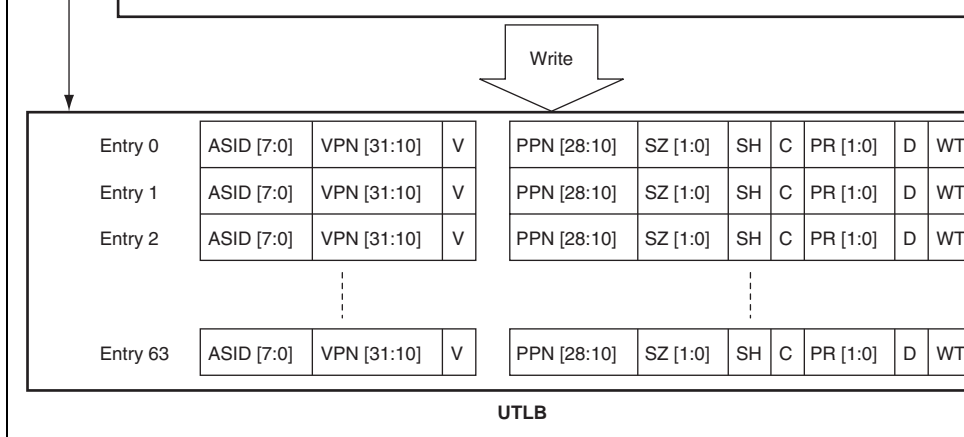 Write
Entry 0 ASID [7:0] VPN [31:10] V PPN [28:10] SZ [1:0] SH C PR [1:0] D WT
Entry 1 ASID [7:0] VPN [31:10] V PPN [28:10] SZ [1:0] SH C PR [1:0] D WT
Entry 2 ASID [7:0] VPN [31:10] V PPN [28:10] SZ [1:0] SH C PR [1:0] D WT
Entry 63 ASID [7:0] VPN [31:10] V PPN [28:10] SZ [1:0] SH C PR [1:0] D WT
UTLB